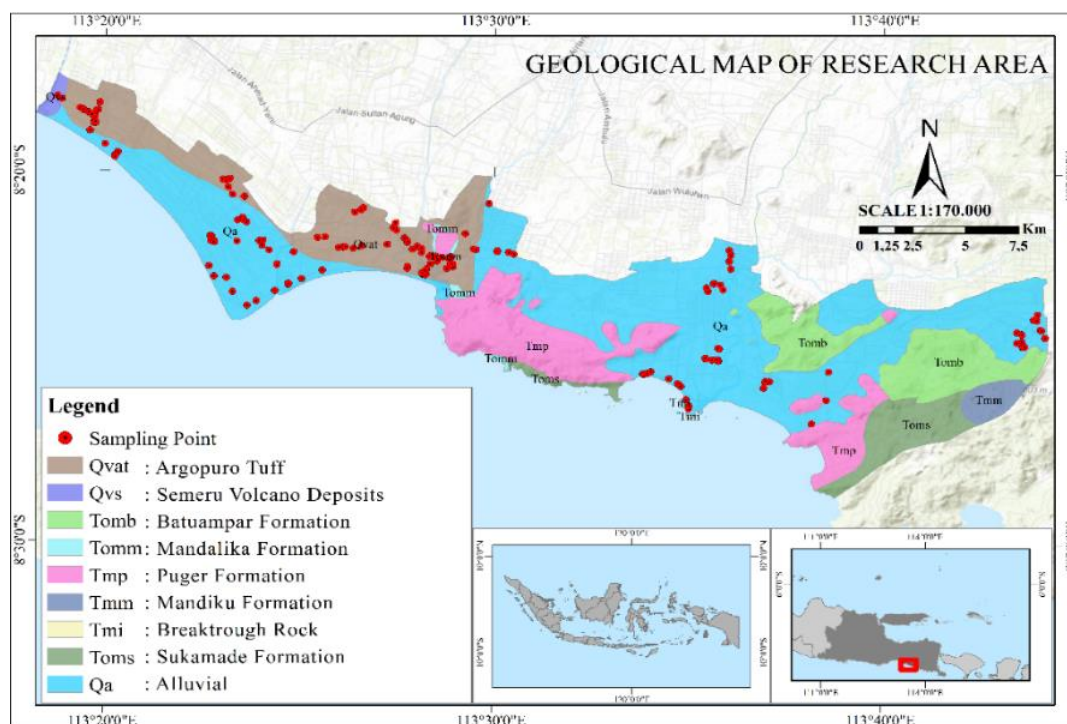 113°20'0"E 113°30'0"E 113°40'0"E
GEOLOGICAL MAP OF RESEARCH AREA
Jalan-Sultan-Agung
N
SCALE 1:170.000
0 1.25 2.5 5 7.5 Km
8°20'0"S
8°30'0"S
Qa
Qvat
Tomm
Tomm
Tmp
Tomm
Toms
Qa
Tomb
Tomb
Tmi
Tmm
Toms
Tmp
Legend
Sampling Point
Qvat : Argopuro Tuff
Qvs : Semeru Volcano Deposits
Tomb : Batuampar Formation
Tomm : Mandalika Formation
Tmp : Puger Formation
Tmm : Mandiku Formation
Tmi : Breaktrough Rock
Toms : Sukamade Formation
Qa : Alluvial
113°20'0"E 113°30'0"E 113°40'0"E